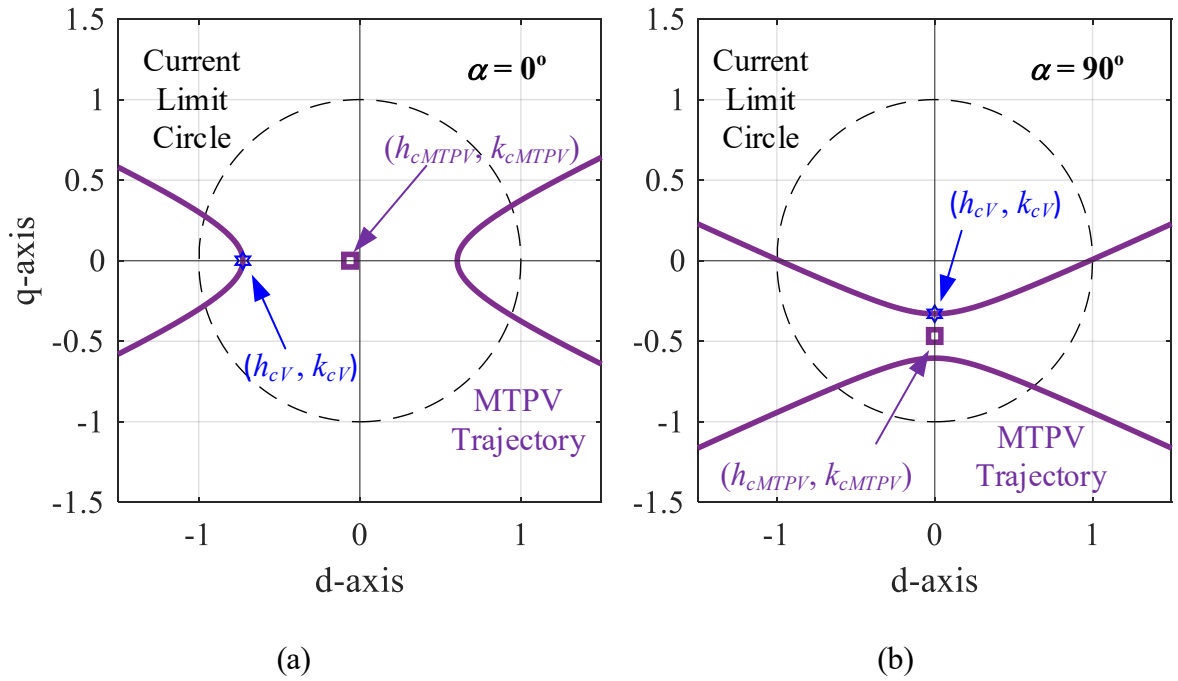 1.5
1
0.5
0
-0.5
-1
-1.5
q-axis
-1
0
1
d-axis
Current
Limit
Circle
α = 0º
(hcMTPV, kcMTPV)
(hcV, kcV)
MTPV
Trajectory
(a)
1.5
1
0.5
0
-0.5
-1
-1.5
-1
0
1
d-axis
Current
Limit
Circle
α = 90º
(hcV, kcV)
(hcMTPV, kcMTPV)
MTPV
Trajectory
(b)